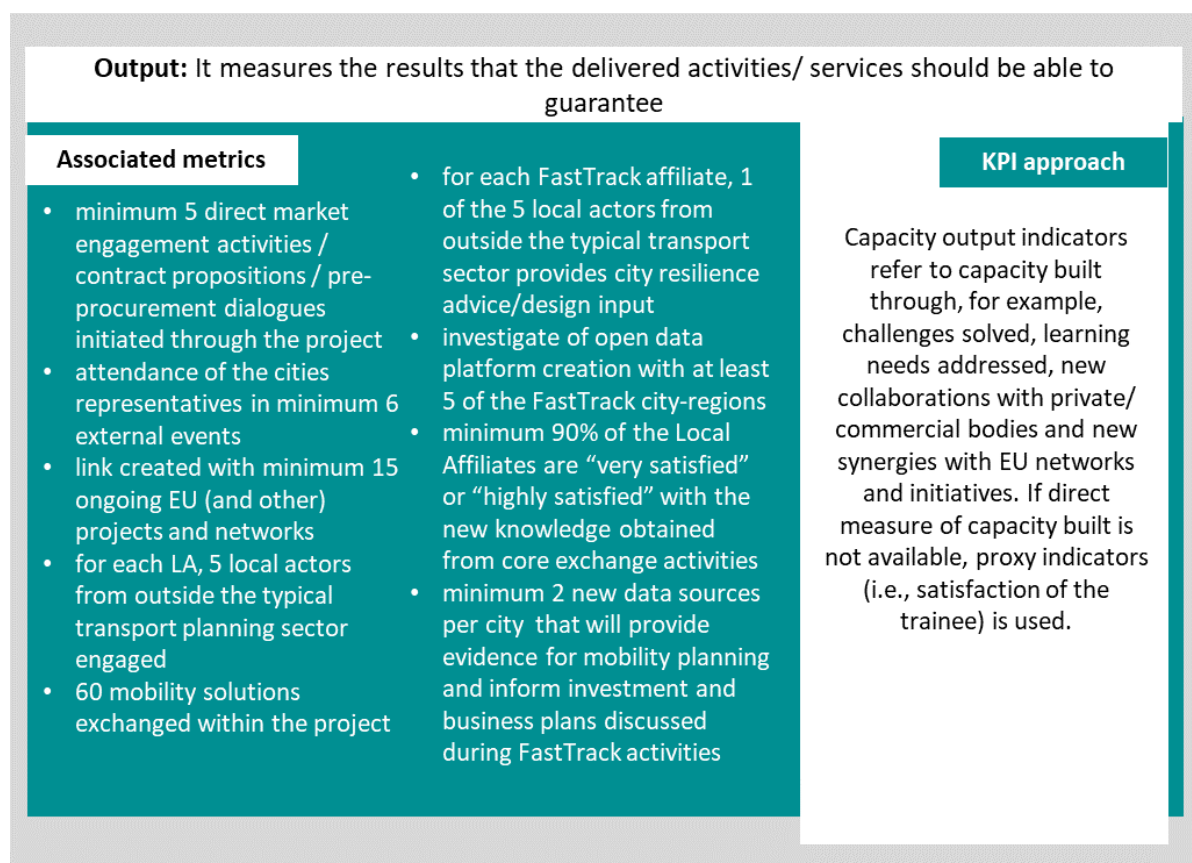 Output: It measures the results that the delivered activities/ services should be able to
guarantee
Associated metrics
• minimum 5 direct market
engagement activities /
contract propositions / pre-
procurement dialogues
initiated through the project
• attendance of the cities
representatives in minimum 6
external events
• link created with minimum 15
ongoing EU (and other)
projects and networks
• for each LA, 5 local actors
from outside the typical
transport planning sector
engaged
• 60 mobility solutions
exchanged within the project
• for each FastTrack affiliate, 1
of the 5 local actors from
outside the typical transport
sector provides city resilience
advice/design input
• investigate of open data
platform creation with at least
5 of the FastTrack city-regions
• minimum 90% of the Local
Affiliates are “very satisfied”
or “highly satisfied” with the
new knowledge obtained
from core exchange activities
• minimum 2 new data sources
per city that will provide
evidence for mobility planning
and inform investment and
business plans discussed
during FastTrack activities
KPI approach
Capacity output indicators
refer to capacity built
through, for example,
challenges solved, learning
needs addressed, new
collaborations with private/
commercial bodies and new
synergies with EU networks
and initiatives. If direct
measure of capacity built is
not available, proxy indicators
(i.e., satisfaction of the
trainee) is used.